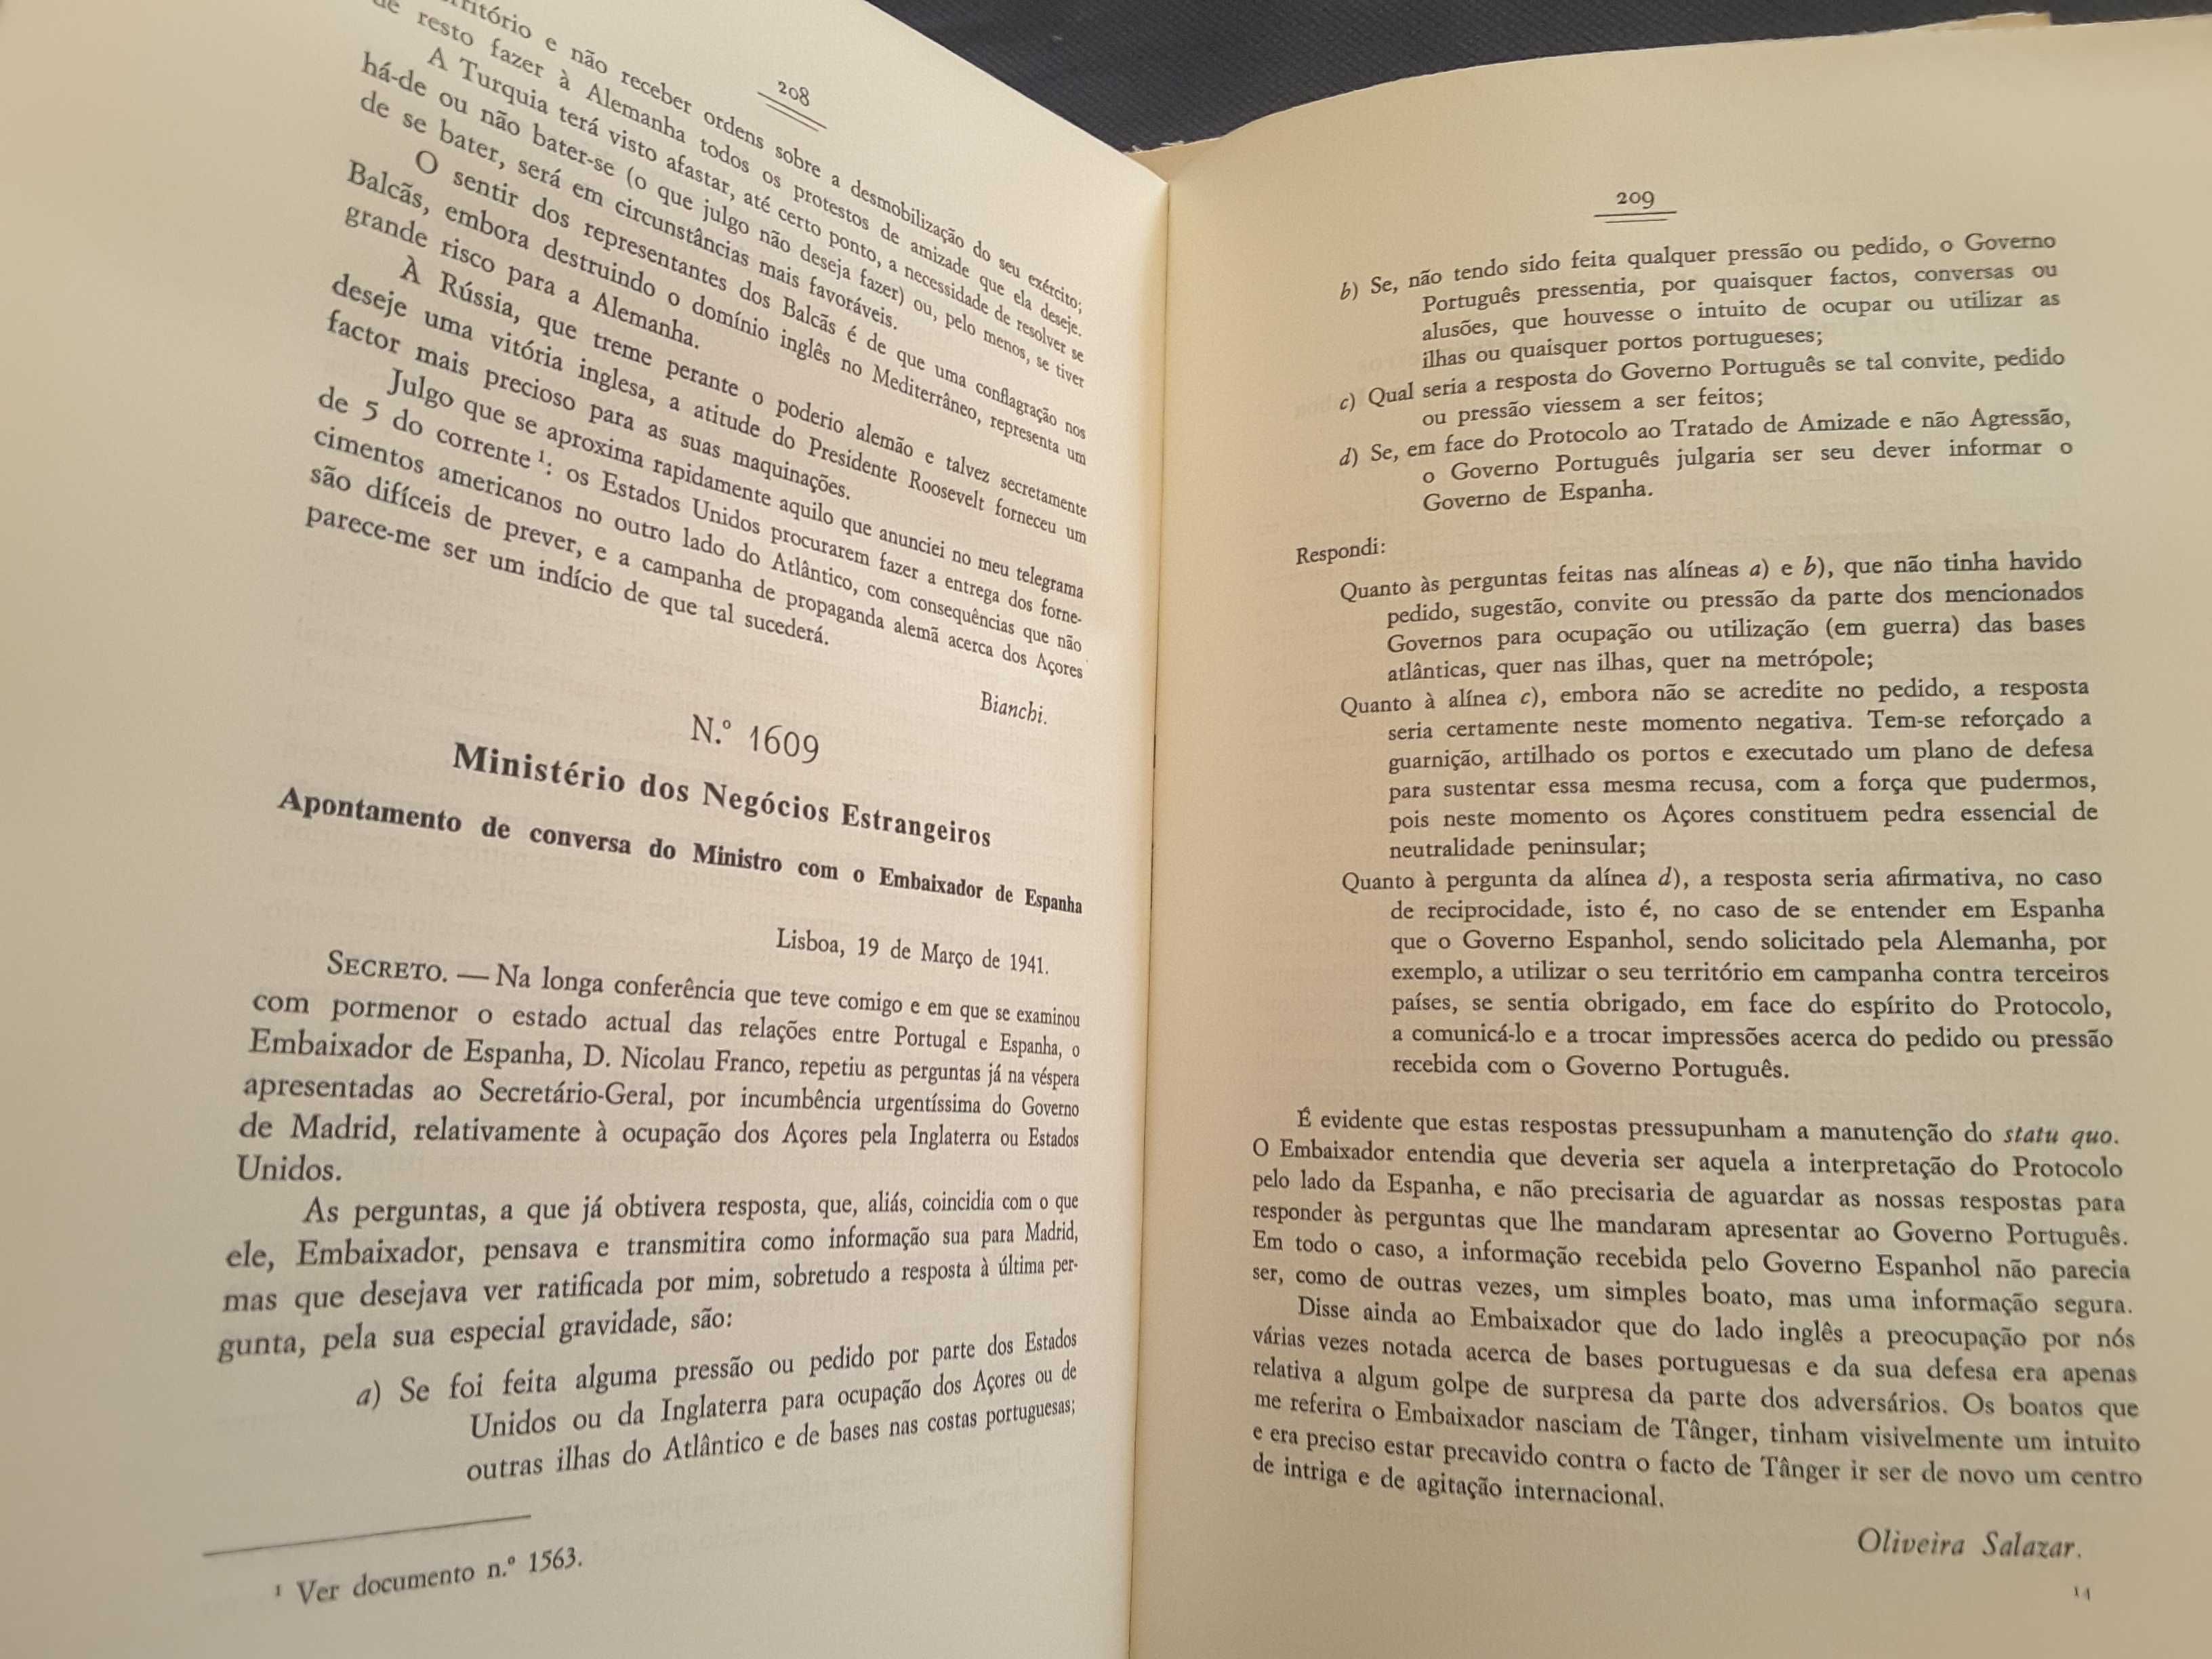 208
território e não receber ordens sobre a desmobilização do seu exército;
de resto fazer à Alemanha todos os protestos de amizade que ela deseje.
A Turquia terá visto afastar, até certo ponto, a necessidade de resolver se
há-de ou não bater-se (o que julgo não deseja fazer) ou, pelo menos, se tiver
de se bater, será em circunstâncias mais favoráveis.
O sentir dos representantes dos Balcãs é de que uma conflagração nos
Balcãs, embora destruindo o domínio inglês no Mediterrâneo, representa um
grande risco para a Alemanha.
À Rússia, que treme perante o poderio alemão e talvez secretamente
deseje uma vitória inglesa, a atitude do Presidente Roosevelt forneceu um
factor mais precioso para as suas maquinações.
Julgo que se aproxima rapidamente aquilo que anunciei no meu telegrama
de 5 do corrente ¹: os Estados Unidos procurarem fazer a entrega dos forne-
cimentos americanos no outro lado do Atlântico, com consequências que não
são difíceis de prever, e a campanha de propaganda alemã acerca dos Açores
parece-me ser um indício de que tal sucederá.
Bianchi.
N.º 1609
Ministério dos Negócios Estrangeiros
Apontamento de conversa do Ministro com o Embaixador de Espanha
Lisboa, 19 de Março de 1941.
SECRETO. — Na longa conferência que teve comigo e em que se examinou
com pormenor o estado actual das relações entre Portugal e Espanha, o
Embaixador de Espanha, D. Nicolau Franco, repetiu as perguntas já na véspera
apresentadas ao Secretário-Geral, por incumbência urgentíssima do Governo
de Madrid, relativamente à ocupação dos Açores pela Inglaterra ou Estados
Unidos.
As perguntas, a que já obtivera resposta, que, aliás, coincidia com o que
ele, Embaixador, pensava e transmitira como informação sua para Madrid,
mas que desejava ver ratificada por mim, sobretudo a resposta à última per-
gunta, pela sua especial gravidade, são:
a) Se foi feita alguma pressão ou pedido por parte dos Estados
Unidos ou da Inglaterra para ocupação dos Açores ou de
outras ilhas do Atlântico e de bases nas costas portuguesas;
¹ Ver documento n.º 1563.
209
b) Se, não tendo sido feita qualquer pressão ou pedido, o Governo
Português pressentia, por quaisquer factos, conversas ou
alusões, que houvesse o intuito de ocupar ou utilizar as
ilhas ou quaisquer portos portugueses;
c) Qual seria a resposta do Governo Português se tal convite, pedido
ou pressão viessem a ser feitos;
d) Se, em face do Protocolo ao Tratado de Amizade e não Agressão,
o Governo Português julgaria ser seu dever informar o
Governo de Espanha.
Respondi:
Quanto às perguntas feitas nas alíneas a) e b), que não tinha havido
pedido, sugestão, convite ou pressão da parte dos mencionados
Governos para ocupação ou utilização (em guerra) das bases
atlânticas, quer nas ilhas, quer na metrópole;
Quanto à alínea c), embora não se acredite no pedido, a resposta
seria certamente neste momento negativa. Tem-se reforçado a
guarnição, artilhado os portos e executado um plano de defesa
para sustentar essa mesma recusa, com a força que pudermos,
pois neste momento os Açores constituem pedra essencial de
neutralidade peninsular;
Quanto à pergunta da alínea d), a resposta seria afirmativa, no caso
de reciprocidade, isto é, no caso de se entender em Espanha
que o Governo Espanhol, sendo solicitado pela Alemanha, por
exemplo, a utilizar o seu território em campanha contra terceiros
países, se sentia obrigado, em face do espírito do Protocolo,
a comunicá-lo e a trocar impressões acerca do pedido ou pressão
recebida com o Governo Português.
É evidente que estas respostas pressupunham a manutenção do statu quo.
O Embaixador entendia que deveria ser aquela a interpretação do Protocolo
pelo lado da Espanha, e não precisaria de aguardar as nossas respostas para
responder às perguntas que lhe mandaram apresentar ao Governo Português.
Em todo o caso, a informação recebida pelo Governo Espanhol não parecia
ser, como de outras vezes, um simples boato, mas uma informação segura.
Disse ainda ao Embaixador que do lado inglês a preocupação por nós
várias vezes notada acerca de bases portuguesas e da sua defesa era apenas
relativa a algum golpe de surpresa da parte dos adversários. Os boatos que
me referira o Embaixador nasciam de Tânger, tinham visivelmente um intuito
e era preciso estar precavido contra o facto de Tânger ir ser de novo um centro
de intriga e de agitação internacional.
Oliveira Salazar.
14